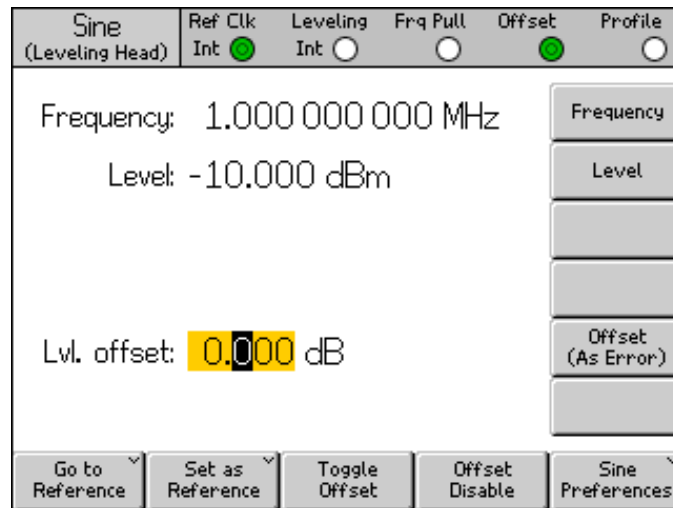 Sine
(Leveling Head)
Ref Clk
Int
Leveling
Int
Frq Pull
Offset
Profile
Frequency: 1.000 000 000 MHz
Frequency
Level: -10.000 dBm
Level
Lvl. offset: 0.000 dB
Offset
(As Error)
Go to
Reference
Set as
Reference
Toggle
Offset
Offset
Disable
Sine
Preferences